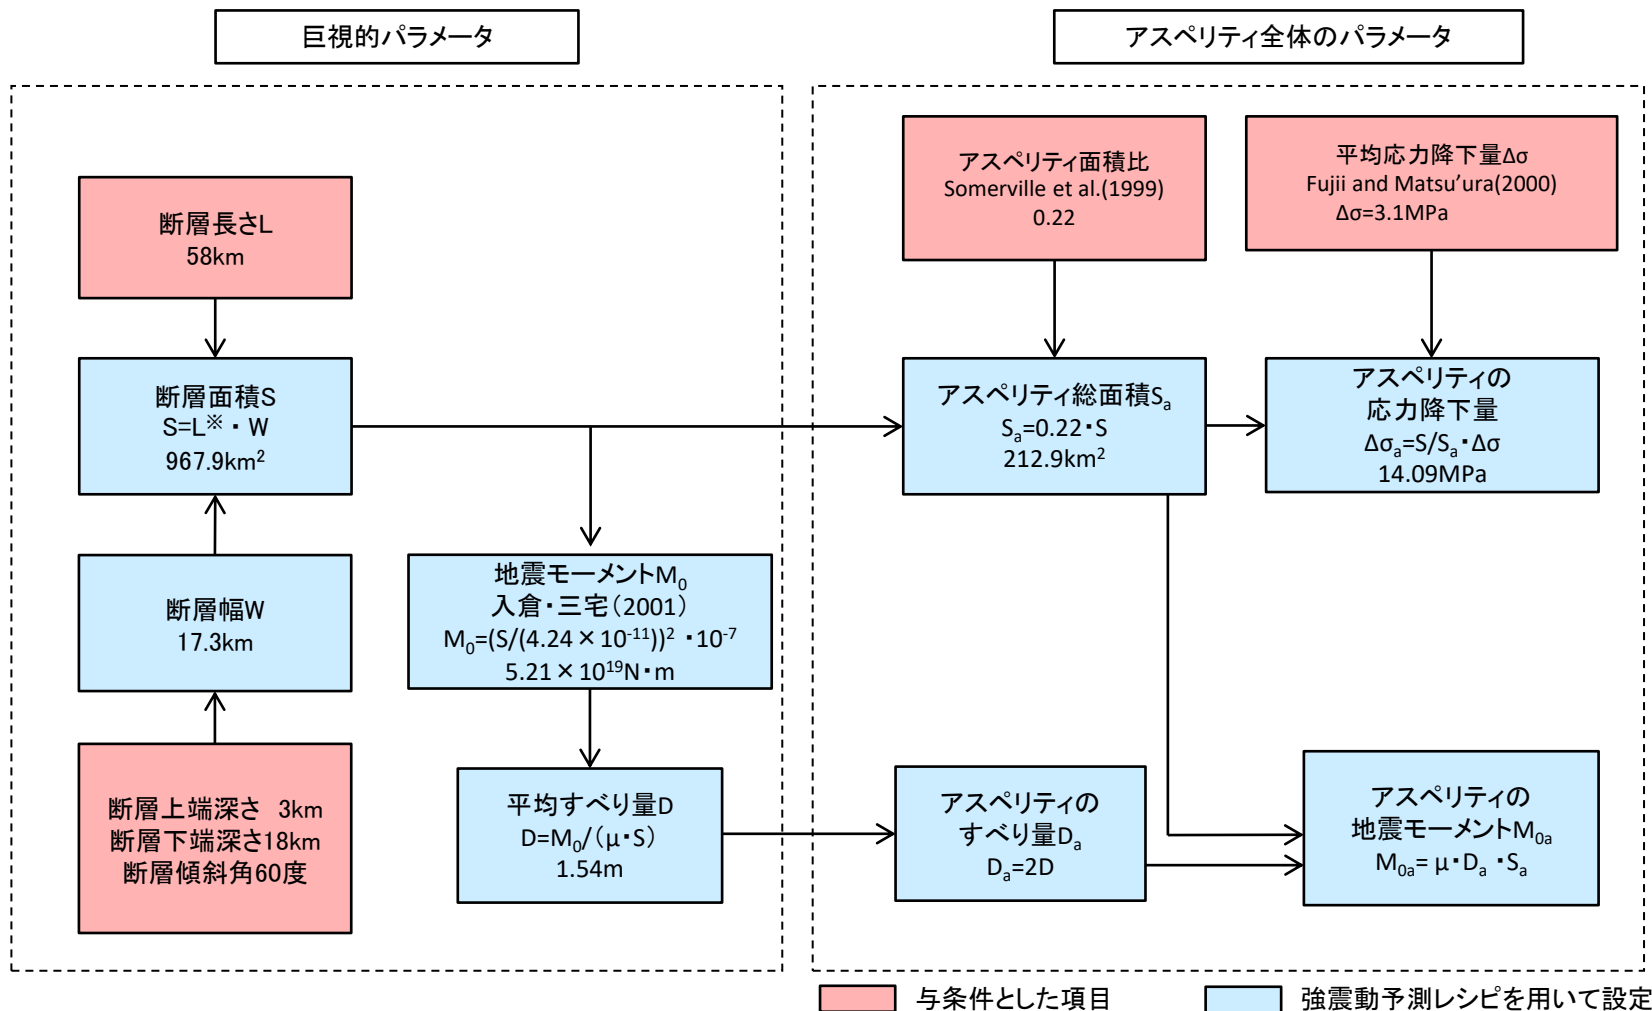 巨視的パラメータ
断層長さL
58km
断層面積S
S=L※・W
967.9km²
断層幅W
17.3km
断層上端深さ 3km
断層下端深さ18km
断層傾斜角60度
地震モーメントM₀
入倉・三宅(2001)
M₀=(S/(4.24×10⁻¹¹))²・10⁻⁷
5.21×10¹⁹N・m
平均すべり量D
D=M₀/(μ・S)
1.54m
アスペリティ全体のパラメータ
アスペリティ面積比
Somerville et al.(1999)
0.22
平均応力降下量Δσ
Fujii and Matsu’ura(2000)
Δσ=3.1MPa
アスペリティ総面積Sₐ
Sₐ=0.22・S
212.9km²
アスペリティの
応力降下量
Δσₐ=S/Sₐ・Δσ
14.09MPa
アスペリティの
すべり量Dₐ
Dₐ=2D
アスペリティの
地震モーメントM₀ₐ
M₀ₐ= μ・Dₐ・Sₐ
与条件とした項目
強震動予測レシピを用いて設定